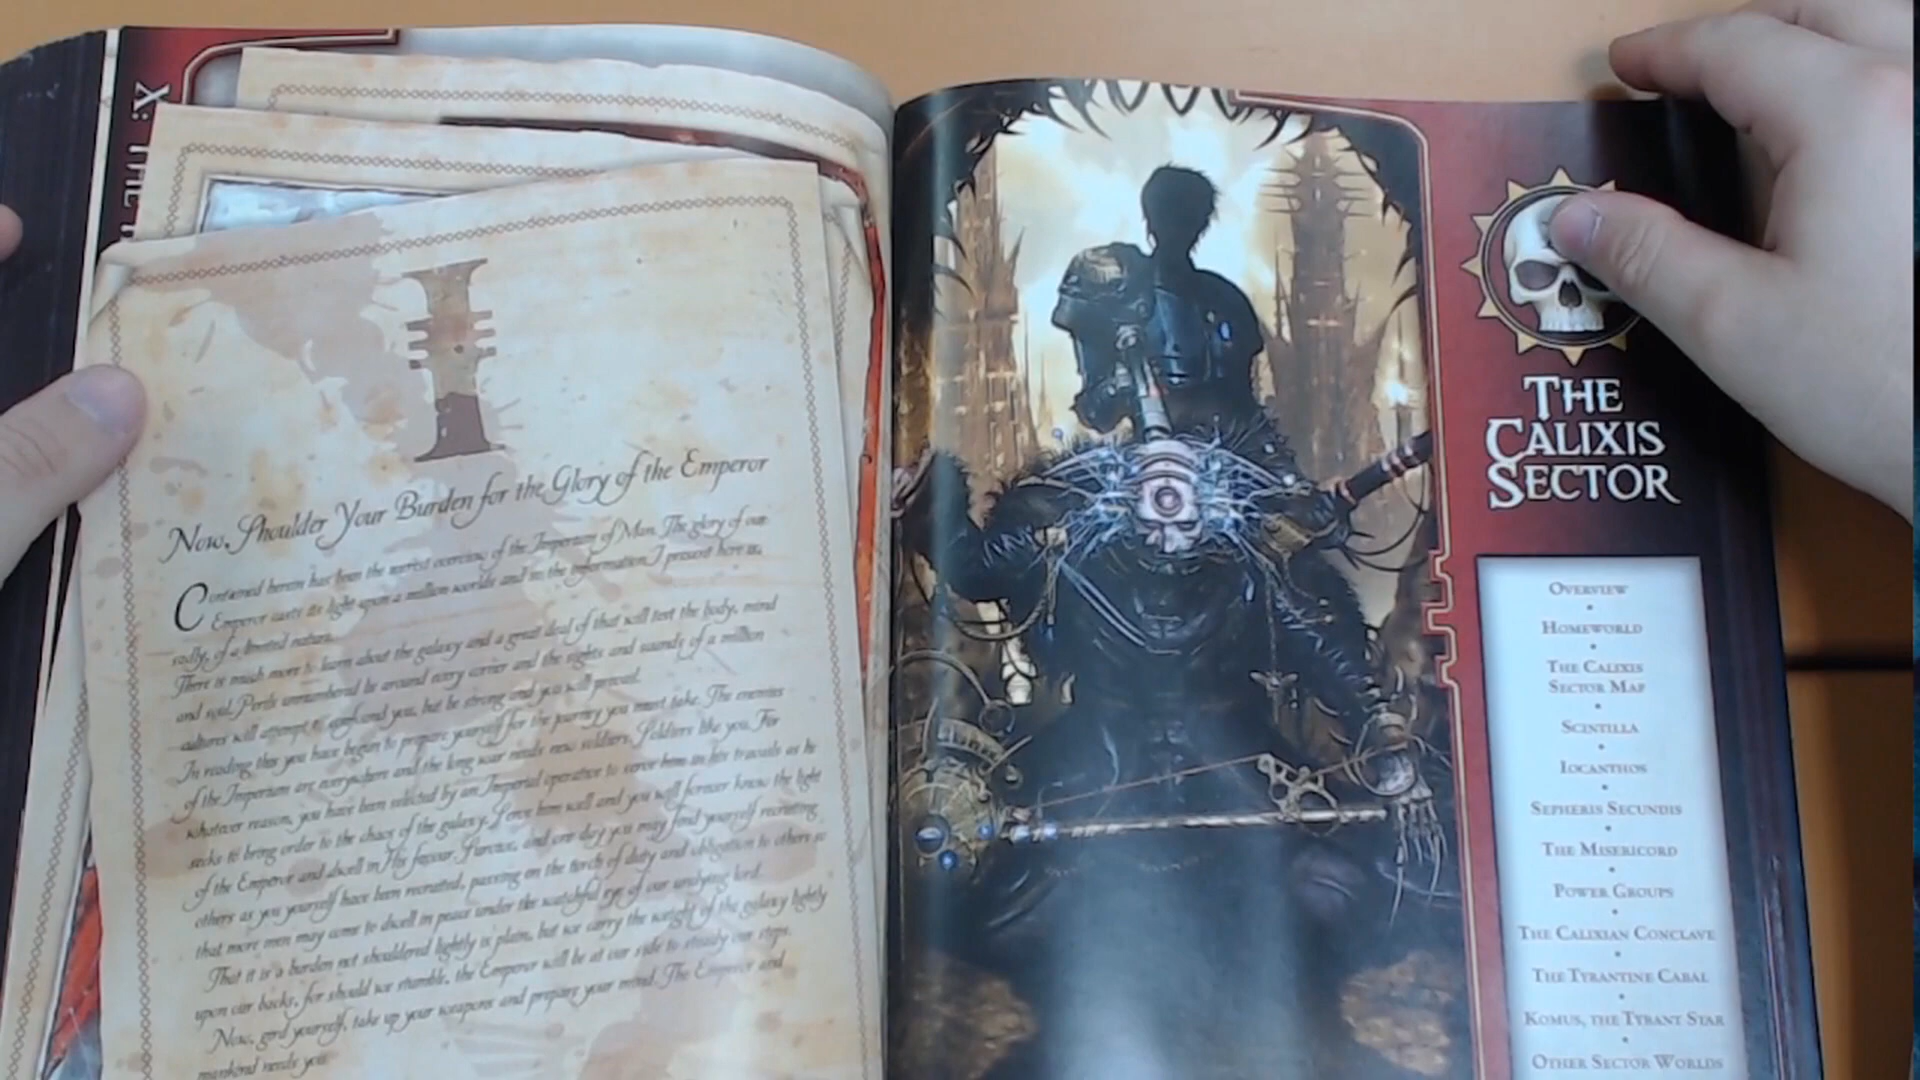 X: THE
I
Now, Shoulder Your Burden for the Glory of the Emperor
Contained herein has been the merest overview of the Imperium of Man. The glory of our
Emperor casts its light upon a million worlds and in the information I present here is,
sadly, of a limited nature.
There is much more to learn about the galaxy and a great deal of that will test the body, mind
and soul. Perils unnumbered lie around every corner and the sights and sounds of a million
cultures will attempt to confound you, but be strong and you will prevail.
In reading this you have begun to prepare yourself for the journey you must take. The enemies
of the Imperium are everywhere and the long war needs new soldiers. Soldiers like you. For
whatever reason, you have been selected by an Imperial operative to serve him in his travails as he
seeks to bring order to the chaos of the galaxy. Serve him well and you will forever know the light
of the Emperor and dwell in His favour. Survive, and one day you may find yourself recruiting
others as you yourself have been recruited, passing on the torch of duty and obligation to others so
that more men may come to dwell in peace under the watchful eye of our undying lord.
That it is a burden not shouldered lightly is plain, but we carry the weight of the galaxy lightly
upon our backs, for should we stumble, the Emperor will be at our side to steady our steps.
Now, gird yourself, take up your weapons and prepare your mind. The Emperor and
mankind needs you.
THE
CALIXIS
SECTOR
OVERVIEW
•
HOMEWORLD
•
THE CALIXIS
SECTOR MAP
•
SCINTILLA
•
IOCANTHOS
•
SEPHERIS SECUNDIS
•
THE MISERICORD
•
POWER GROUPS
•
THE CALIXIAN CONCLAVE
•
THE TYRANTINE CABAL
•
KOMUS, THE TYRANT STAR
•
OTHER SECTOR WORLDS